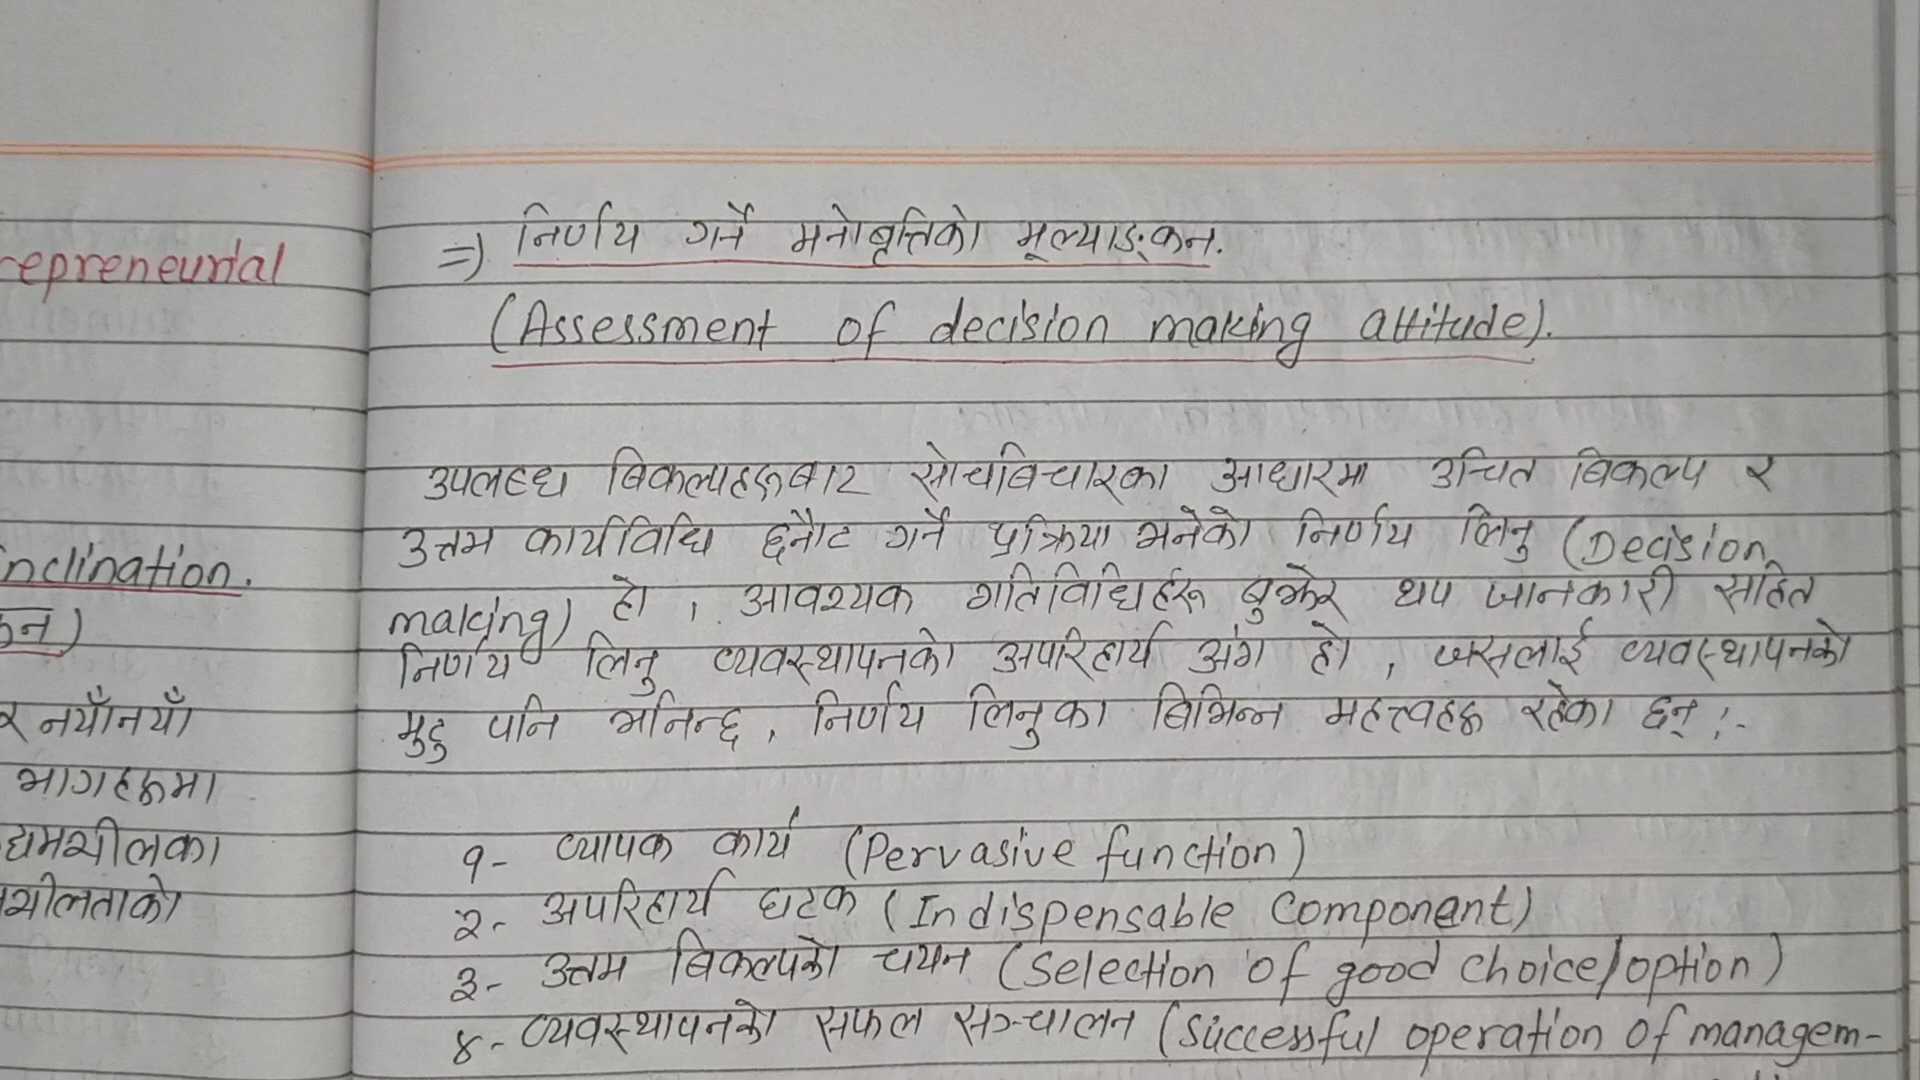 epreneurial
nclination.
न)
र नयाँनयाँ
भागहरूमा
द्यमशीलका
शीलताको
=) निर्णय गर्ने मनोबृत्तिको मूल्याङ्कन.
(Assessment of decision making attitude).
उपलब्ध बिकल्पहरूबाट सोचबिचारका आधारमा उचित बिकल्प र
उत्तम कार्यविधि छनौट गर्ने प्रक्रिया भनेको निर्णय लिनु (Decision
making) हो, आवश्यक गतिविधिहरू बुझेर थप जानकारी सहित
निर्णय लिनु व्यवस्थापनको अपरिहार्य अंग हो, जसलाई व्यवस्थापनको
मुटु पनि भनिन्छ, निर्णय लिनुका बिभिन्न महत्त्वहरू रहेका छन् :-
१- व्यापक कार्य (Pervasive function)
२- अपरिहार्य घटक (Indispensable Component)
३- उत्तम बिकल्पको चयन (Selection of good choice/option)
४- व्यवस्थापनको सफल सञ्चालन (Successful operation of managem-